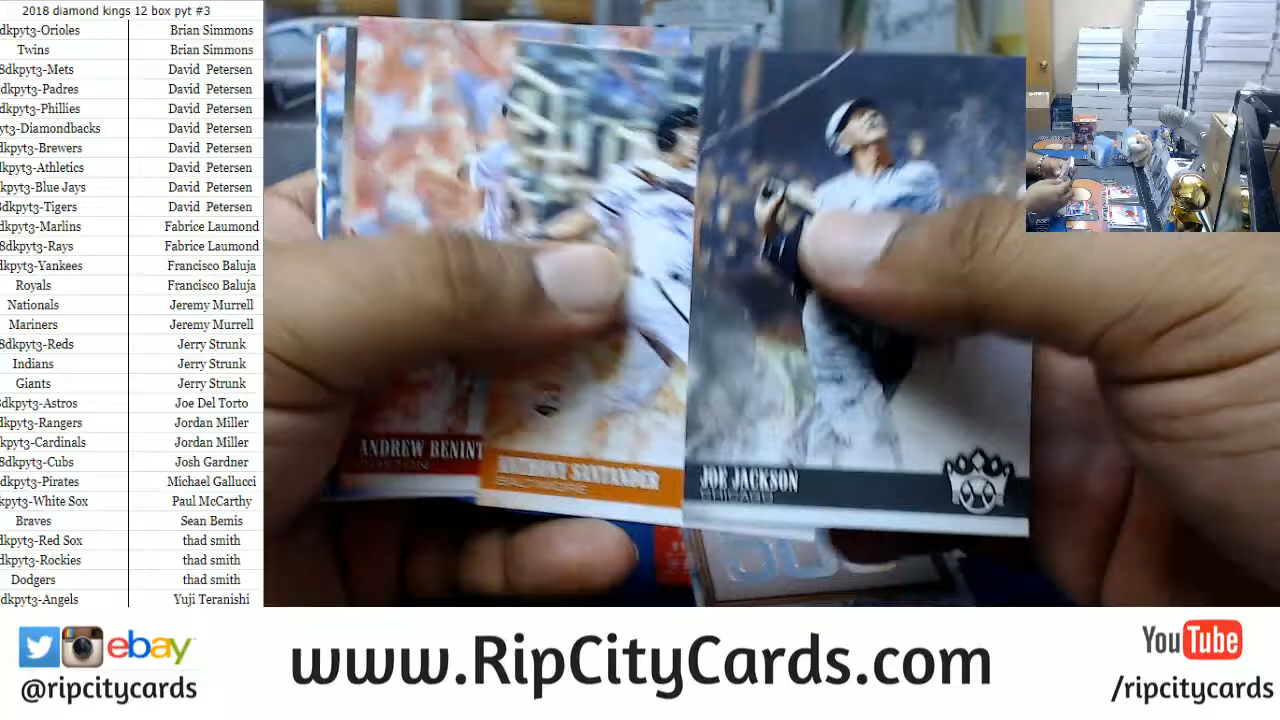 2018 diamond kings 12 box pyt #3
dkpyt3-Orioles Brian Simmons
Twins Brian Simmons
8dkpyt3-Mets David Petersen
dkpyt3-Padres David Petersen
dkpyt3-Phillies David Petersen
yt3-Diamondbacks David Petersen
dkpyt3-Brewers David Petersen
dkpyt3-Athletics David Petersen
kpyt3-Blue Jays David Petersen
8dkpyt3-Tigers David Petersen
dkpyt3-Marlins Fabrice Laumond
8dkpyt3-Rays Fabrice Laumond
dkpyt3-Yankees Francisco Baluja
Royals Francisco Baluja
Nationals Jeremy Murrell
Mariners Jeremy Murrell
8dkpyt3-Reds Jerry Strunk
Indians Jerry Strunk
Giants Jerry Strunk
8dkpyt3-Astros Joe Del Torto
dkpyt3-Rangers Jordan Miller
kpyt3-Cardinals Jordan Miller
8dkpyt3-Cubs Josh Gardner
dkpyt3-Pirates Michael Gallucci
kpyt3-White Sox Paul McCarthy
Braves Sean Bemis
dkpyt3-Red Sox thad smith
dkpyt3-Rockies thad smith
Dodgers thad smith
dkpyt3-Angels Yuji Teranishi
ANDREW BENINT
BOSTON
ANTHONY SANTANDER
BALTIMORE
JOE JACKSON
CHICAGO
ebay
@ripcitycards
www.RipCityCards.com
YouTube
/ripcitycards